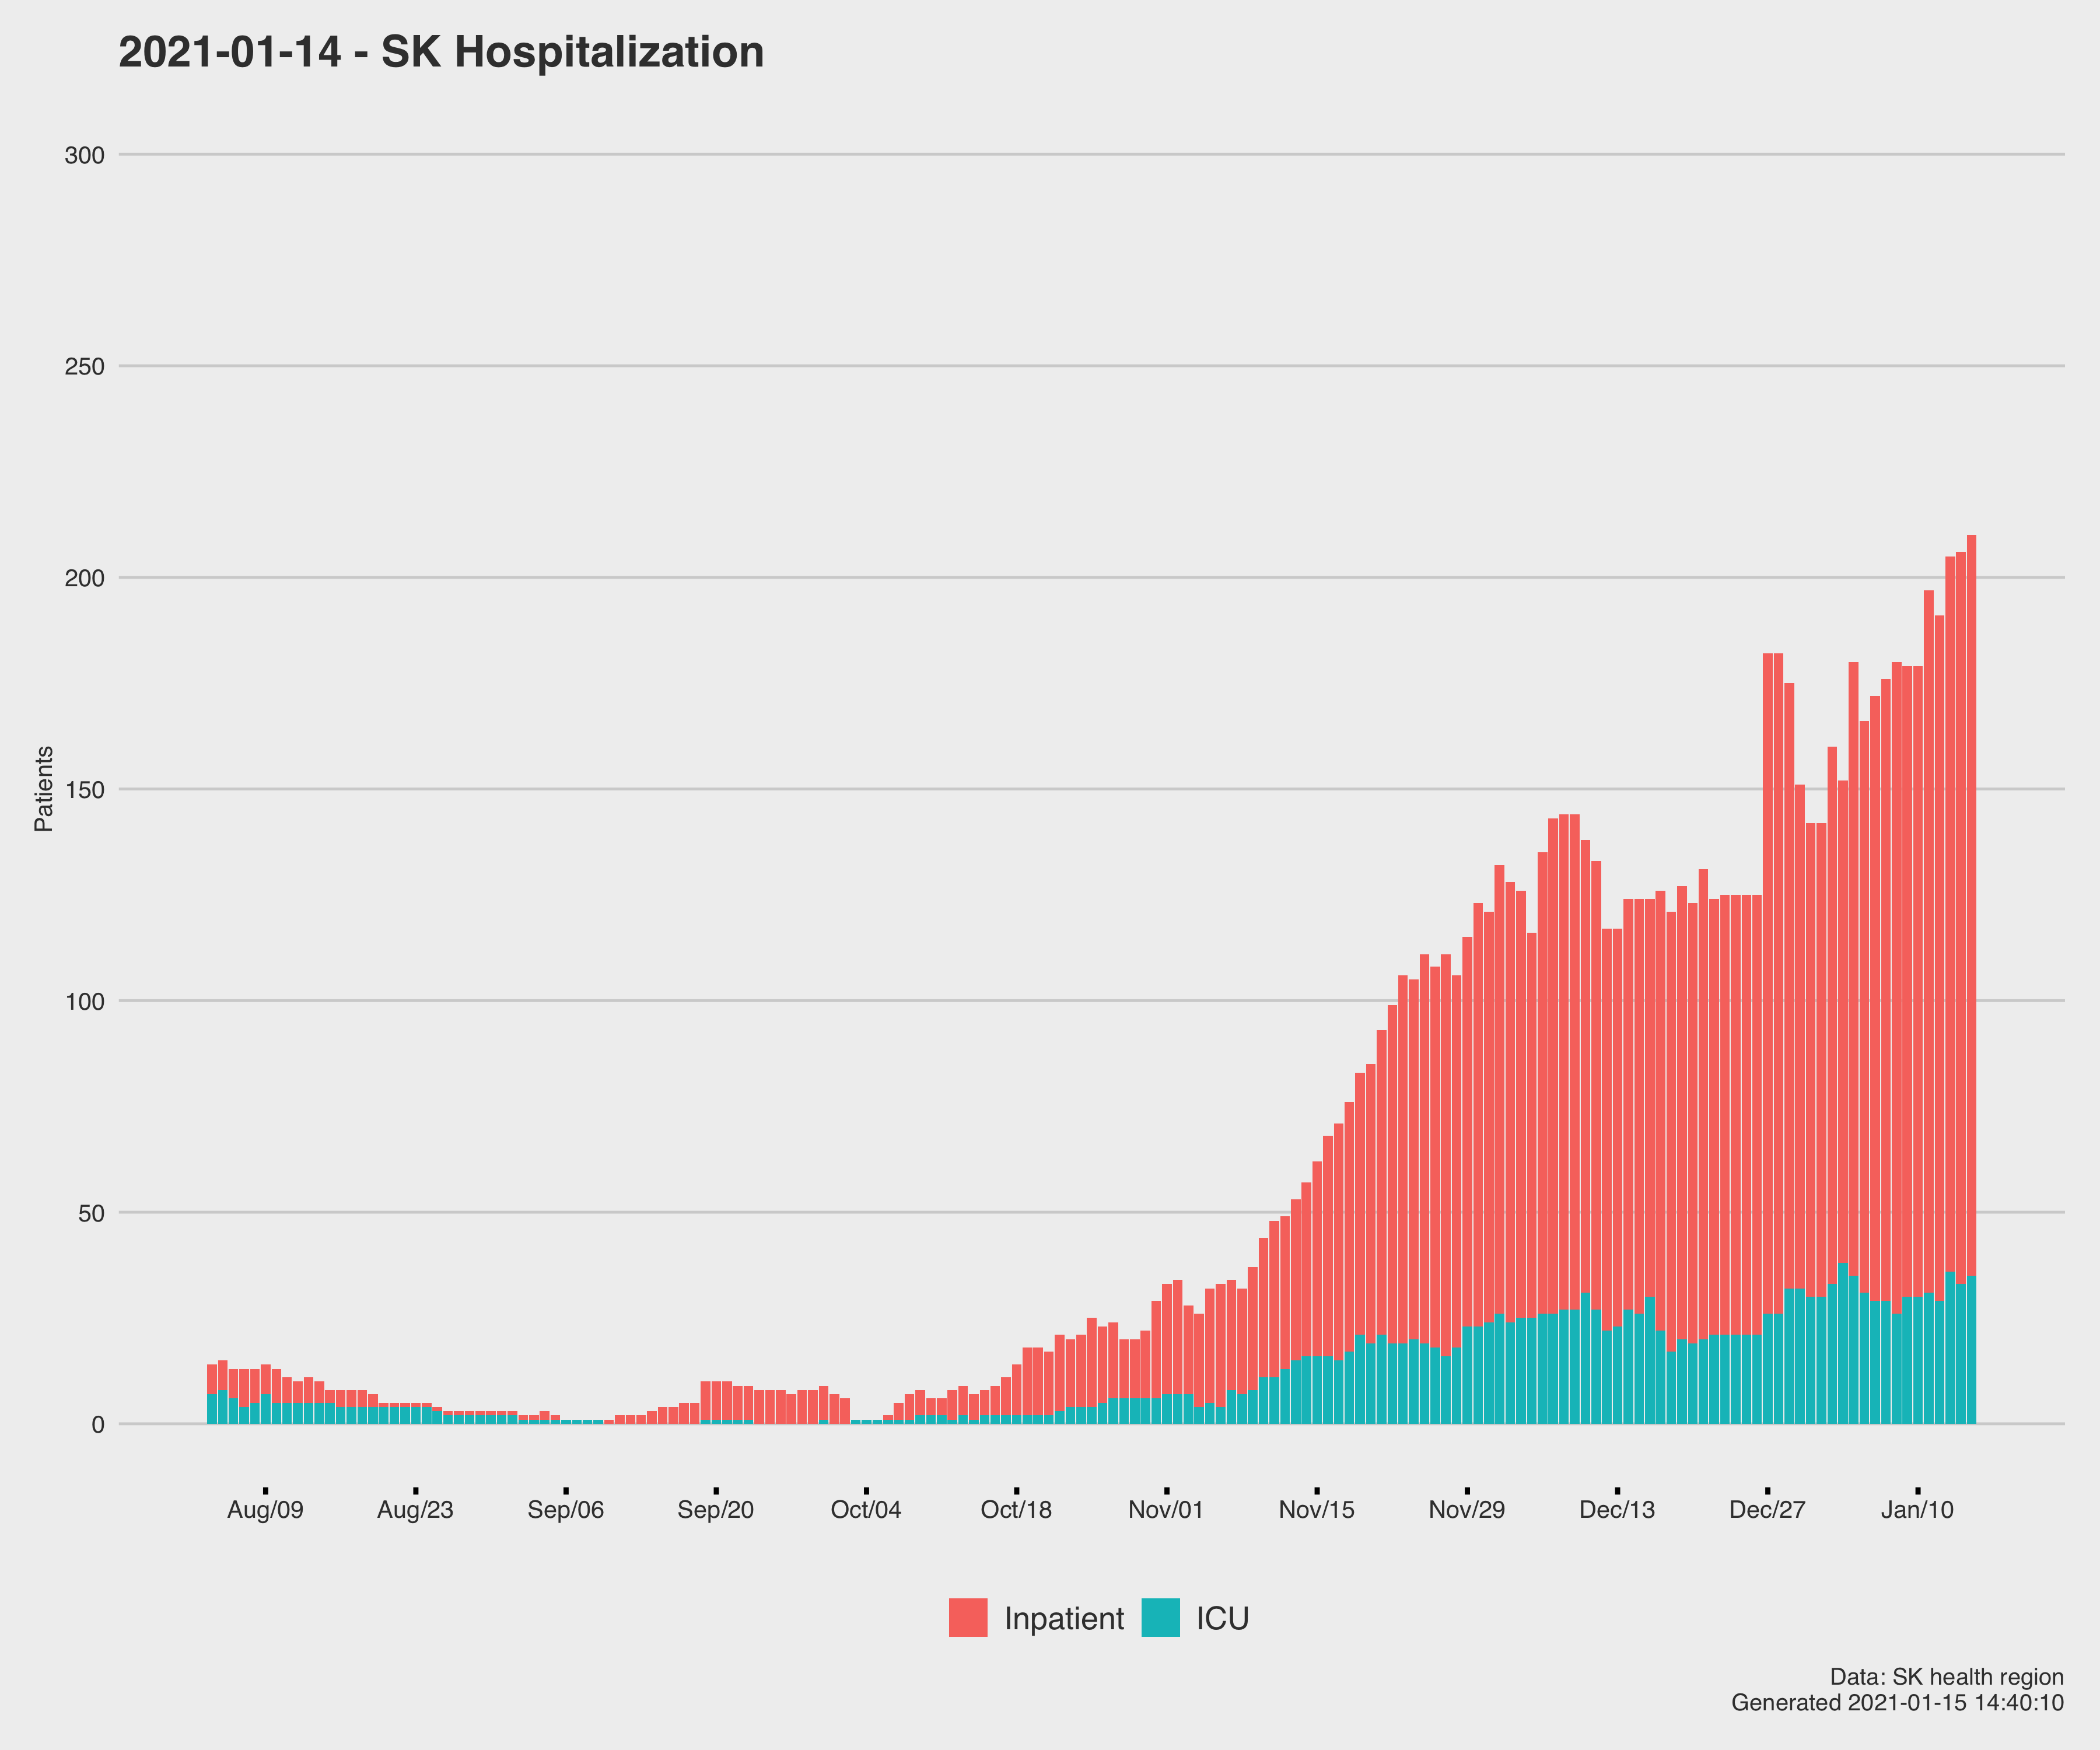 2021-01-14 - SK Hospitalization
300
250
200
150
100
50
0
Patients
Aug/09 Aug/23 Sep/06 Sep/20 Oct/04 Oct/18 Nov/01 Nov/15 Nov/29 Dec/13 Dec/27 Jan/10
Inpatient ICU
Data: SK health region
Generated 2021-01-15 14:40:10